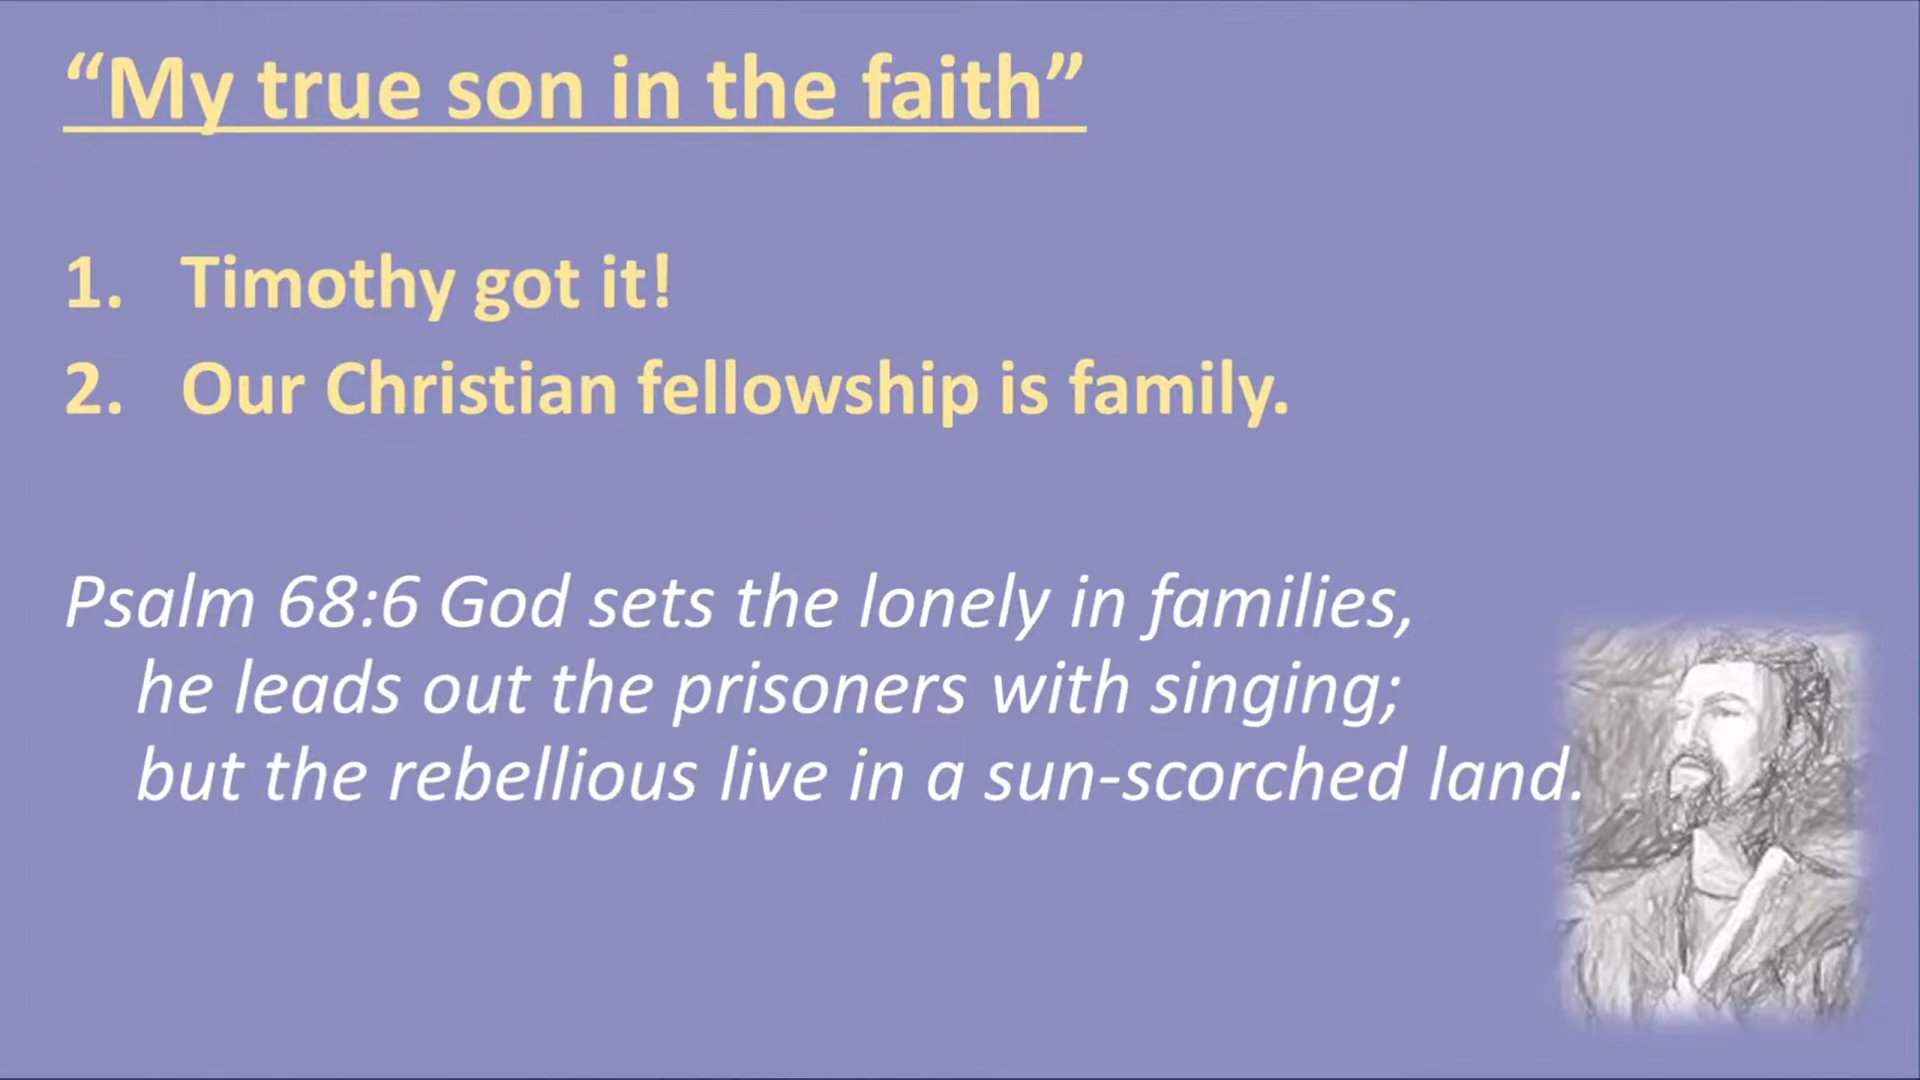 “My true son in the faith”
1. Timothy got it!
2. Our Christian fellowship is family.
Psalm 68:6 God sets the lonely in families,
he leads out the prisoners with singing;
but the rebellious live in a sun-scorched land.